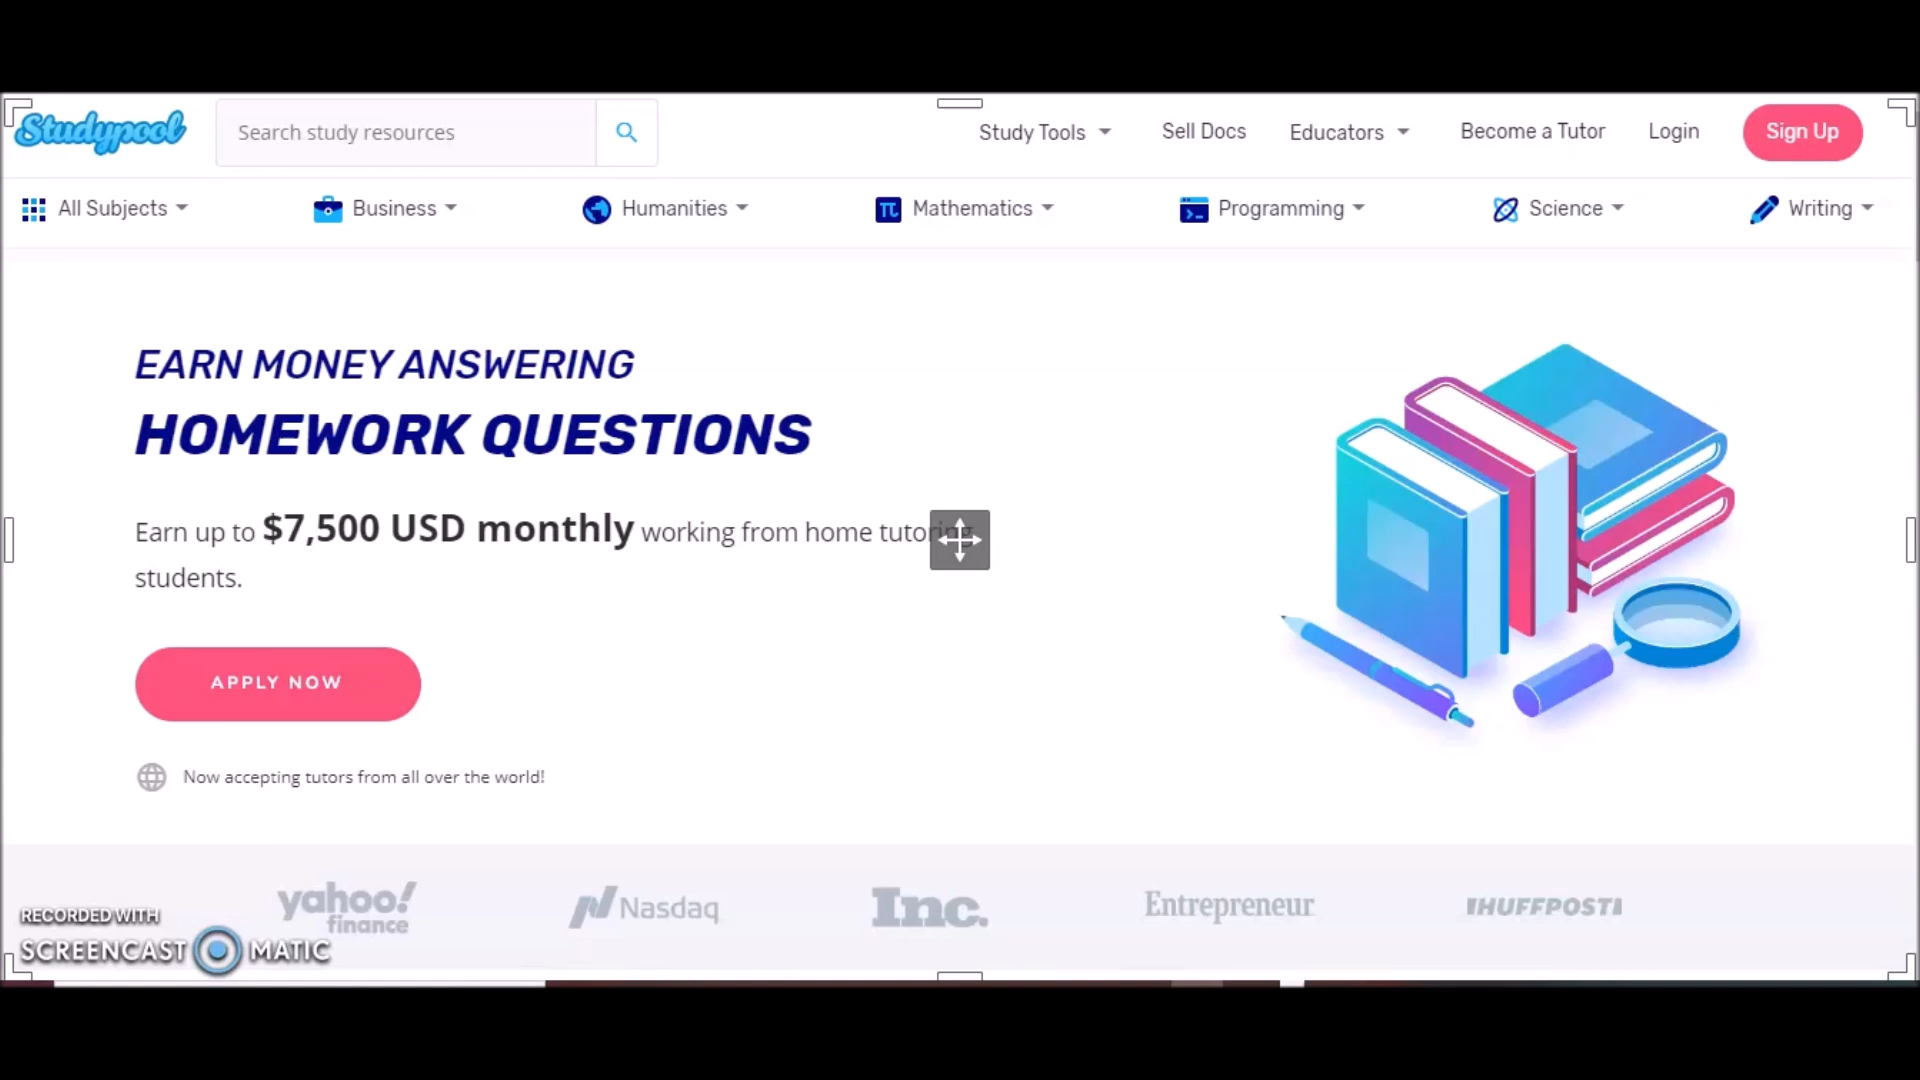 Studypool
Search study resources
Study Tools
Sell Docs
Educators
Become a Tutor
Login
Sign Up
All Subjects
Business
Humanities
Mathematics
Programming
Science
Writing
EARN MONEY ANSWERING
HOMEWORK QUESTIONS
Earn up to $7,500 USD monthly working from home tutoring
students.
APPLY NOW
Now accepting tutors from all over the world!
yahoo!
finance
Nasdaq
Inc.
Entrepreneur
HUFFPOST
RECORDED WITH
SCREENCAST MATIC